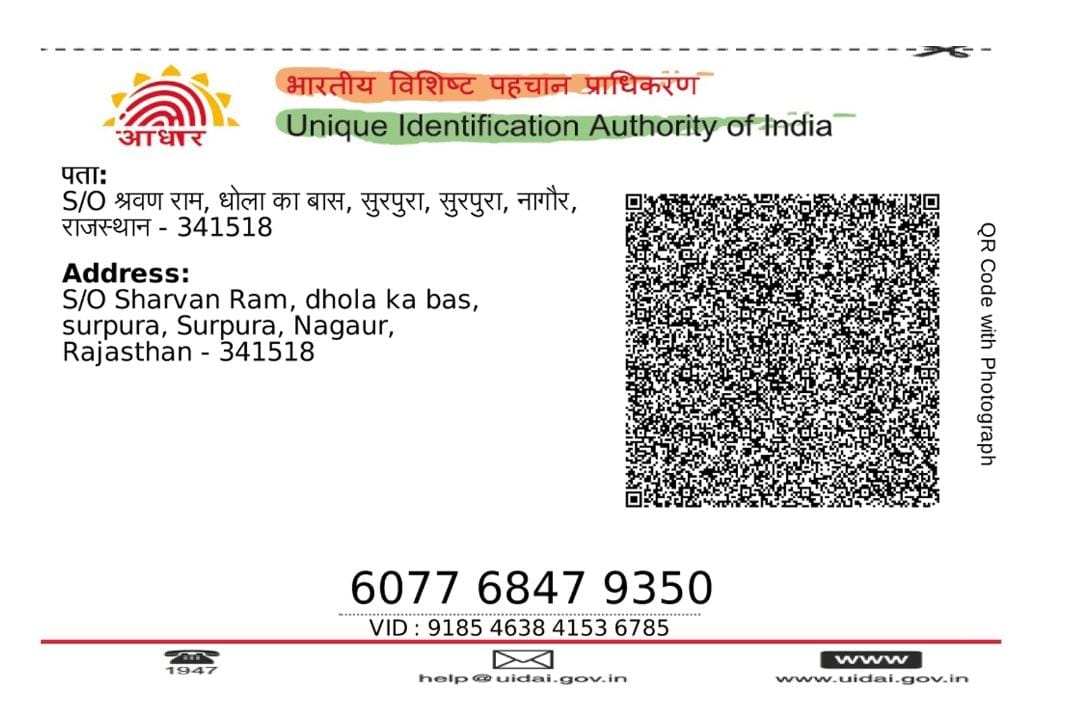 भारतीय विशिष्ट पहचान प्राधिकरण
Unique Identification Authority of India
आधार
पता:
S/O श्रवण राम, धोला का बास, सुरपुरा, सुरपुरा, नागौर,
राजस्थान - 341518
Address:
S/O Sharvan Ram, dhola ka bas,
surpura, Surpura, Nagaur,
Rajasthan - 341518
QR Code with Photograph
6077 6847 9350
VID : 9185 4638 4153 6785
1947
help@uidai.gov.in
www
www.uidai.gov.in